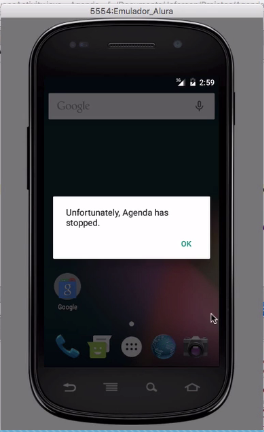 5554:Emulador_Alura
2:59
Google
Unfortunately, Agenda has
stopped.
OK
Google